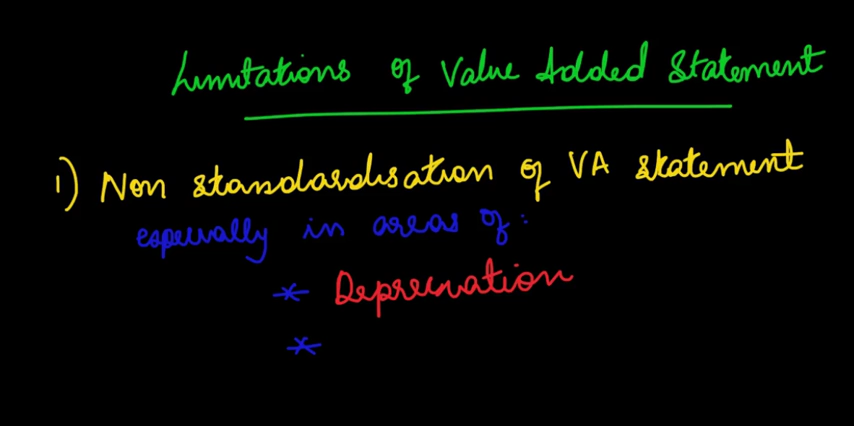 Limitations of Value Added Statement
1) Non standardisation of VA statement
especially in areas of:
* Depreciation
*